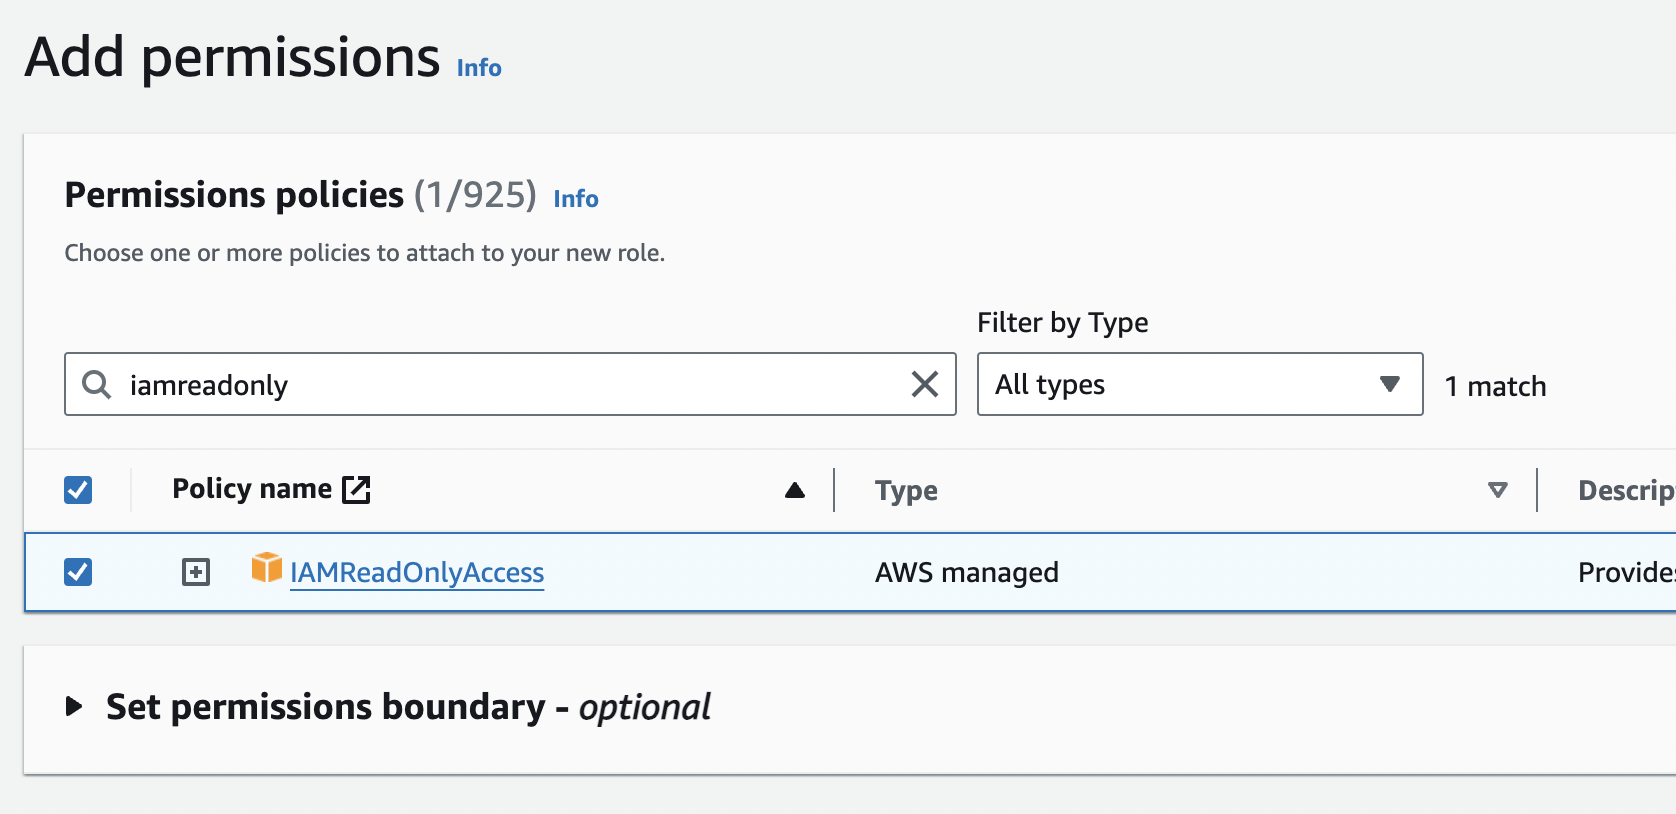 Add permissions Info
Permissions policies (1/925) Info
Choose one or more policies to attach to your new role.
Filter by Type
iamreadonly
All types
1 match
Policy name
Type
Descrip
IAMReadOnlyAccess
AWS managed
Provides
Set permissions boundary - optional